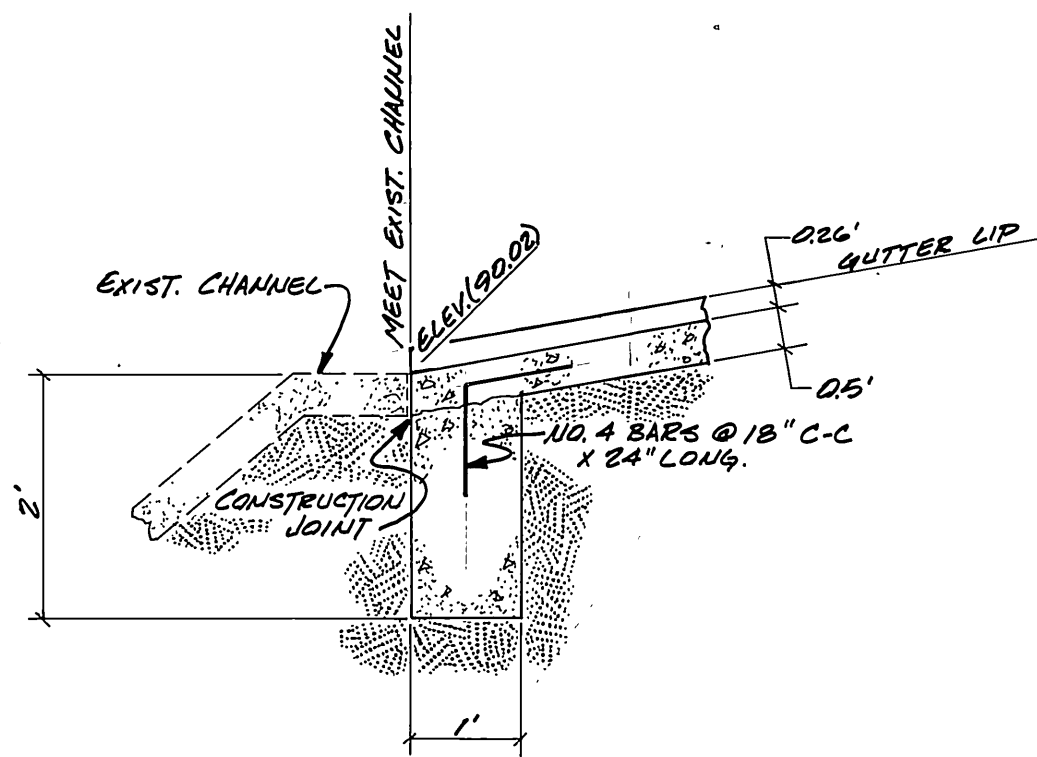 MEET EXIST. CHANNEL
ELEV.(90.02)
0.26'
GUTTER LIP
EXIST. CHANNEL
0.5'
NO. 4 BARS @ 18" C-C
X 24" LONG.
2'
CONSTRUCTION
JOINT
1'